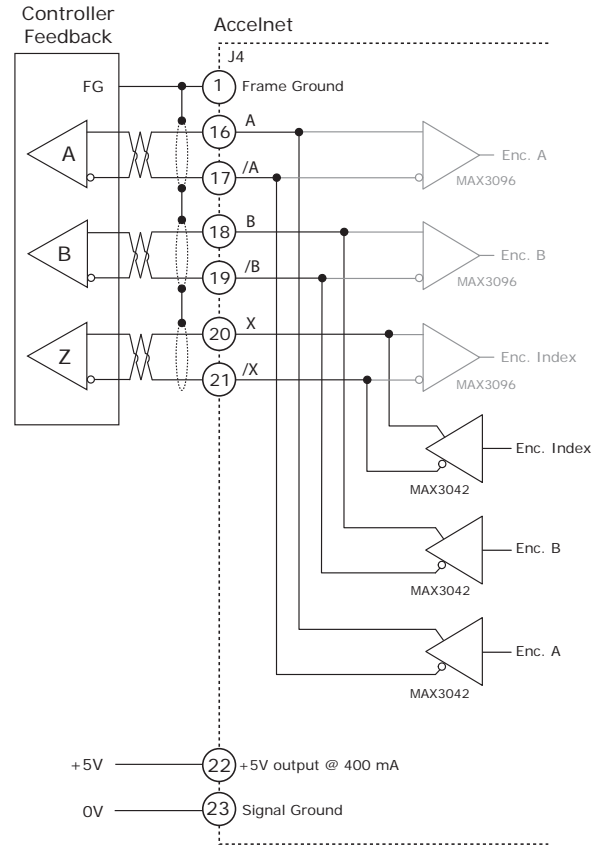 Controller
Feedback
Accelnet
J4
FG
1
Frame Ground
A
16
A
17
/A
Enc. A
MAX3096
B
18
B
19
/B
Enc. B
MAX3096
Z
20
X
21
/X
Enc. Index
MAX3096
Enc. Index
MAX3042
Enc. B
MAX3042
Enc. A
MAX3042
+5V
22
+5V output @ 400 mA
0V
23
Signal Ground